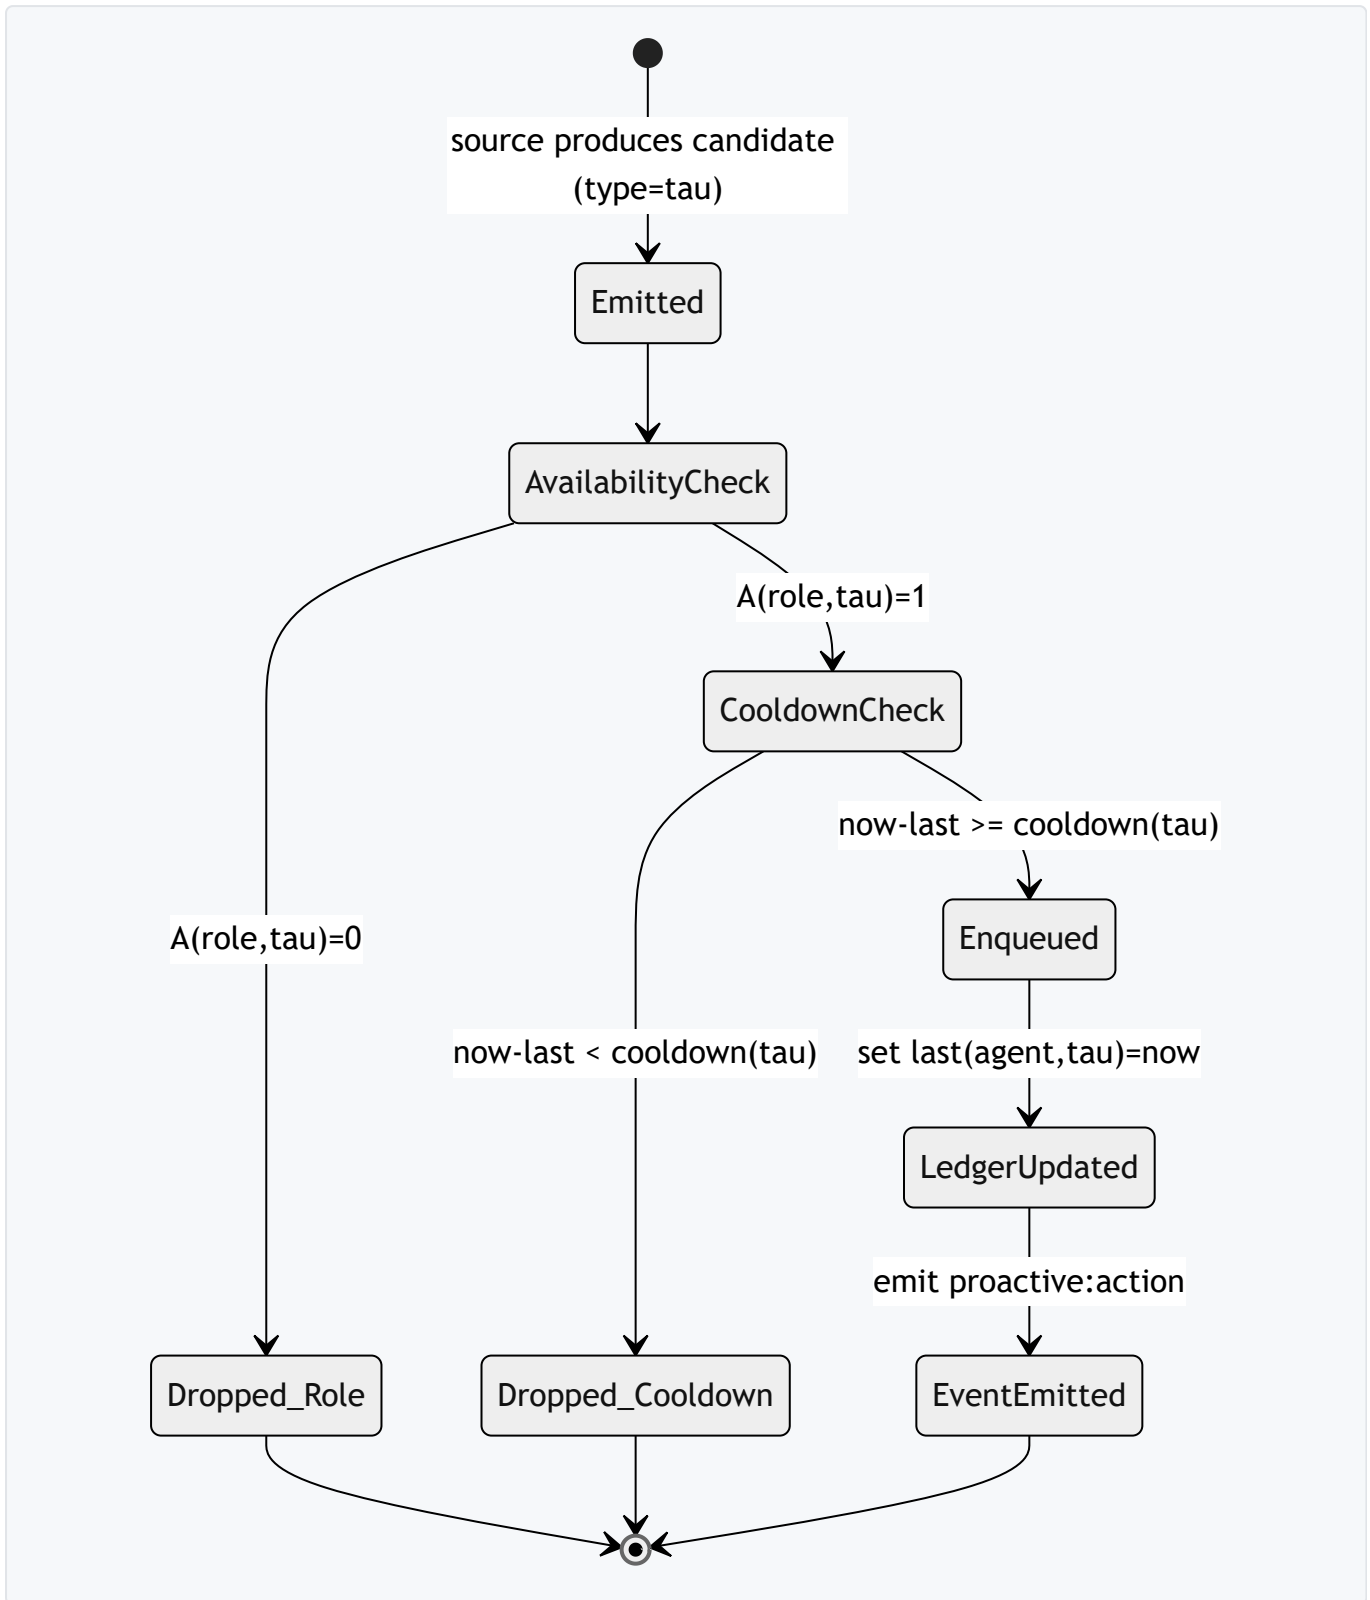 source produces candidate
(type=tau)
Emitted
AvailabilityCheck
A(role,tau)=1
CooldownCheck
now-last >= cooldown(tau)
A(role,tau)=0
Enqueued
now-last < cooldown(tau)
set last(agent,tau)=now
LedgerUpdated
emit proactive:action
Dropped_Role
Dropped_Cooldown
EventEmitted